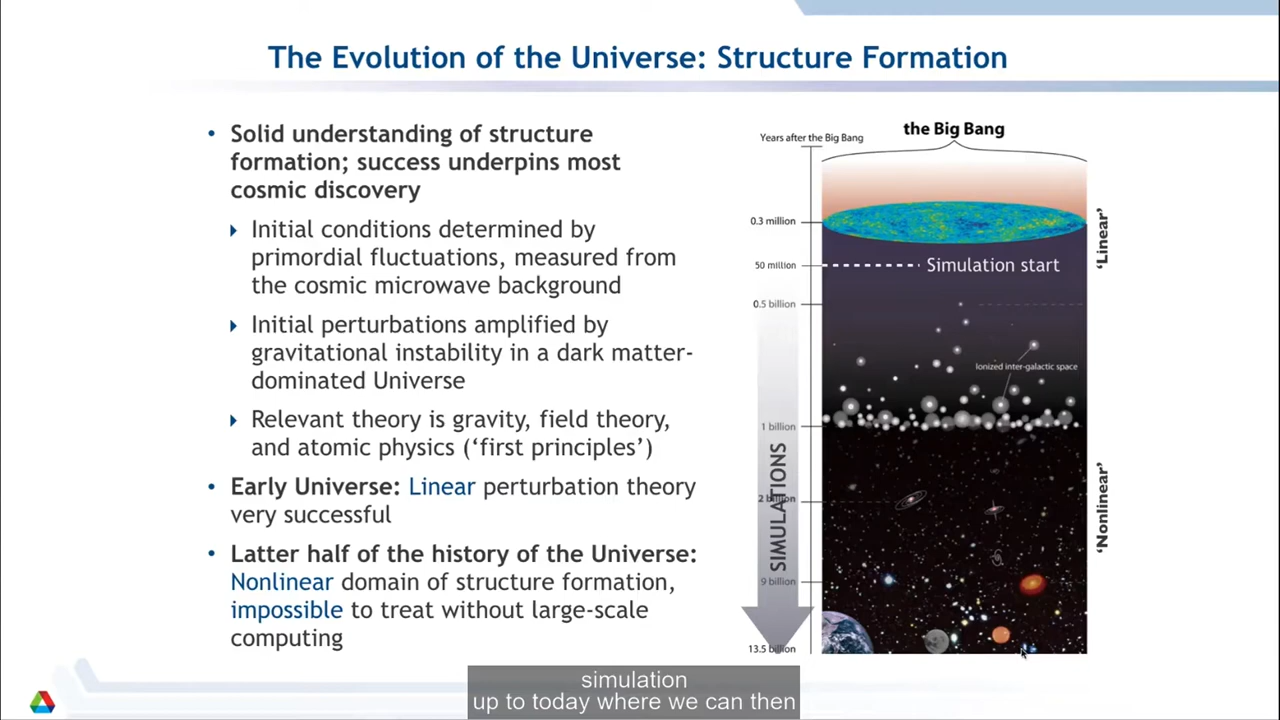 The Evolution of the Universe: Structure Formation
• Solid understanding of structure
formation; success underpins most
cosmic discovery
Initial conditions determined by
primordial fluctuations, measured from
the cosmic microwave background
Initial perturbations amplified by
gravitational instability in a dark matter-
dominated Universe
Relevant theory is gravity, field theory,
and atomic physics (‘first principles’)
• Early Universe: Linear perturbation theory
very successful
• Latter half of the history of the Universe:
Nonlinear domain of structure formation,
impossible to treat without large-scale
computing
the Big Bang
Years after the Big Bang
0.3 million
50 million
Simulation start
0.5 billion
Ionized inter-galactic space
1 billion
2 billion
9 billion
13.5 billion
SIMULATIONS
‘Linear’
‘Nonlinear’
simulation
up to today where we can then